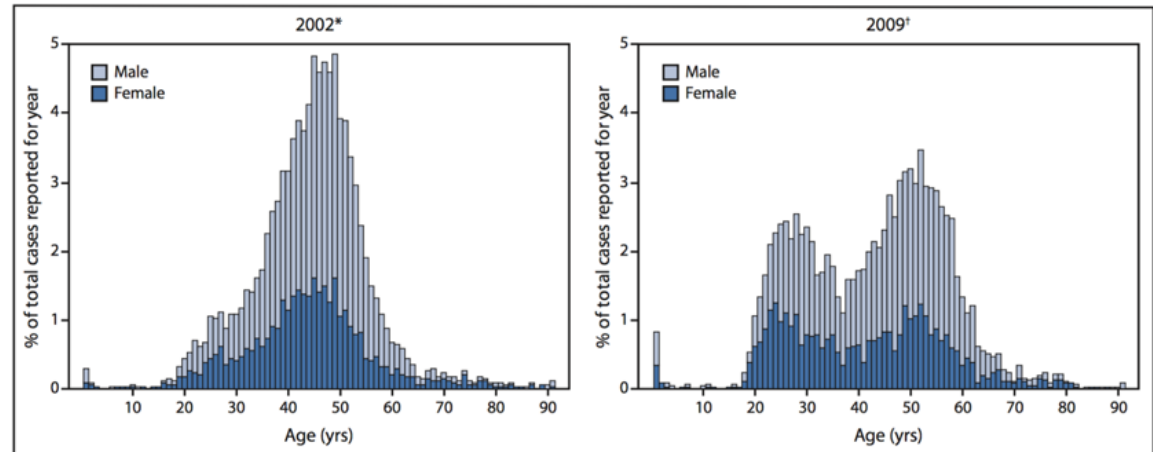 2002*
% of total cases reported for year
5
4
3
2
1
0
Male
Female
10 20 30 40 50 60 70 80 90
Age (yrs)
2009†
% of total cases reported for year
5
4
3
2
1
0
Male
Female
10 20 30 40 50 60 70 80 90
Age (yrs)